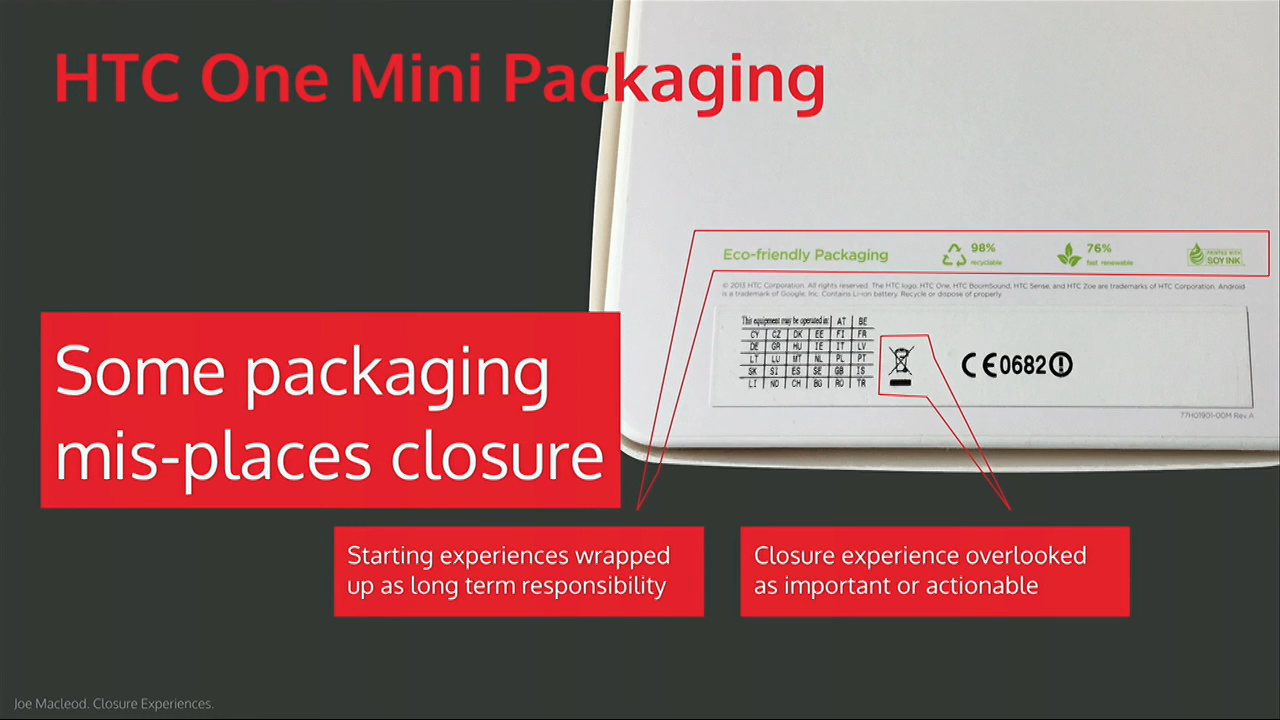 HTC One Mini Packaging
Eco-friendly Packaging
98%
recyclable
76%
fast renewable
PRINTED WITH
SOY INK
© 2013 HTC Corporation. All rights reserved. The HTC logo, HTC One, HTC BoomSound, HTC Sense, and HTC Zoe are trademarks of HTC Corporation. Android
is a trademark of Google, Inc. Contains Li-ion battery. Recycle or dispose of properly.
This equipment may be operated in: AT BE
CY CZ DK EE FI FR
DE GR HU IE IT LV
LT LU MT NL PL PT
SK SI ES SE GB IS
LI NO CH BG RO TR
CE0682
77H01901-00M Rev.A
Some packaging
mis-places closure
Starting experiences wrapped
up as long term responsibility
Closure experience overlooked
as important or actionable
Joe Macleod. Closure Experiences.